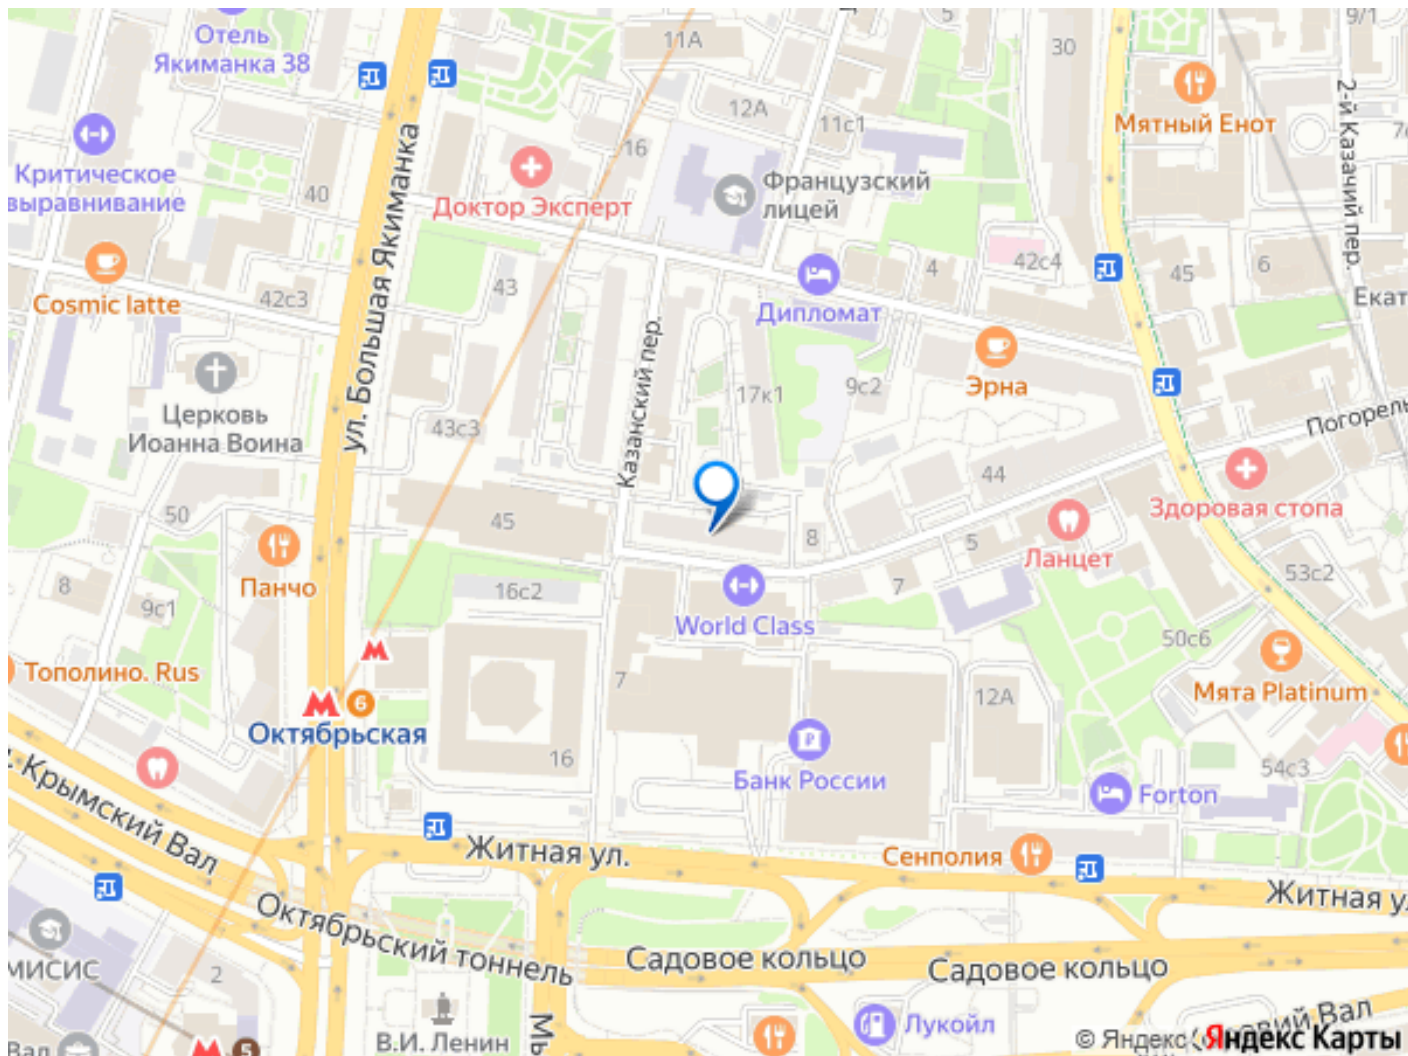 9/1
5
Отель
Якиманка 38
11А
30
12А
11с1
16
Мятный Енот
2-й Казачий пер.
Критическое
выравнивание
40
Доктор Эксперт
Французский
лицей
ул. Большая Якиманка
Cosmic latte
42с3
43
4
42с4
45
6
Дипломат
Эрна
Церковь
Иоанна Воина
43с3
Казанский пер.
17к1
9с2
44
50
45
8
5
7
Ланцет
Здоровая стопа
53с2
8
9с1
Панчо
16с2
World Class
50с6
Тополино. Rus
6
Октябрьская
7
12А
Мята Platinum
16
Банк России
Forton
54с3
Крымский Вал
Житная ул.
Сенполия
Октябрьский тоннель
Садовое кольцо
Садовое кольцо
МИСИС
2
В.И. Ленин
Лукойл
5
Вал
© Яндекс
Яндекс Карты